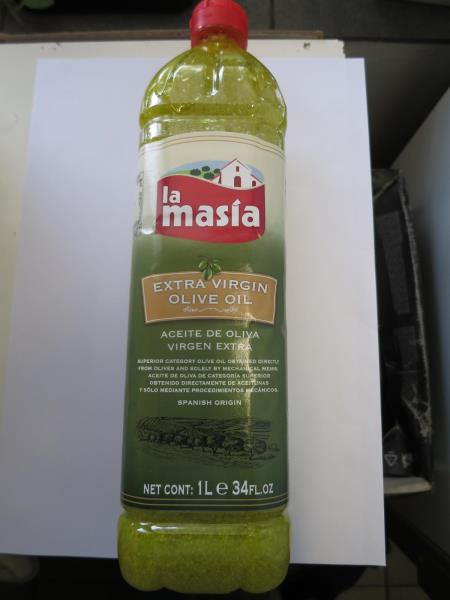 la
masía
EXTRA VIRGIN
OLIVE OIL
ACEITE DE OLIVA
VIRGEN EXTRA
SUPERIOR CATEGORY OLIVE OIL OBTAINED DIRECTLY
FROM OLIVES AND SOLELY BY MECHANICAL MEANS.
ACEITE DE OLIVA DE CATEGORÍA SUPERIOR
OBTENIDO DIRECTAMENTE DE ACEITUNAS
Y SÓLO MEDIANTE PROCEDIMIENTOS MECÁNICOS.
SPANISH ORIGIN
NET CONT: 1L e 34FL.OZ